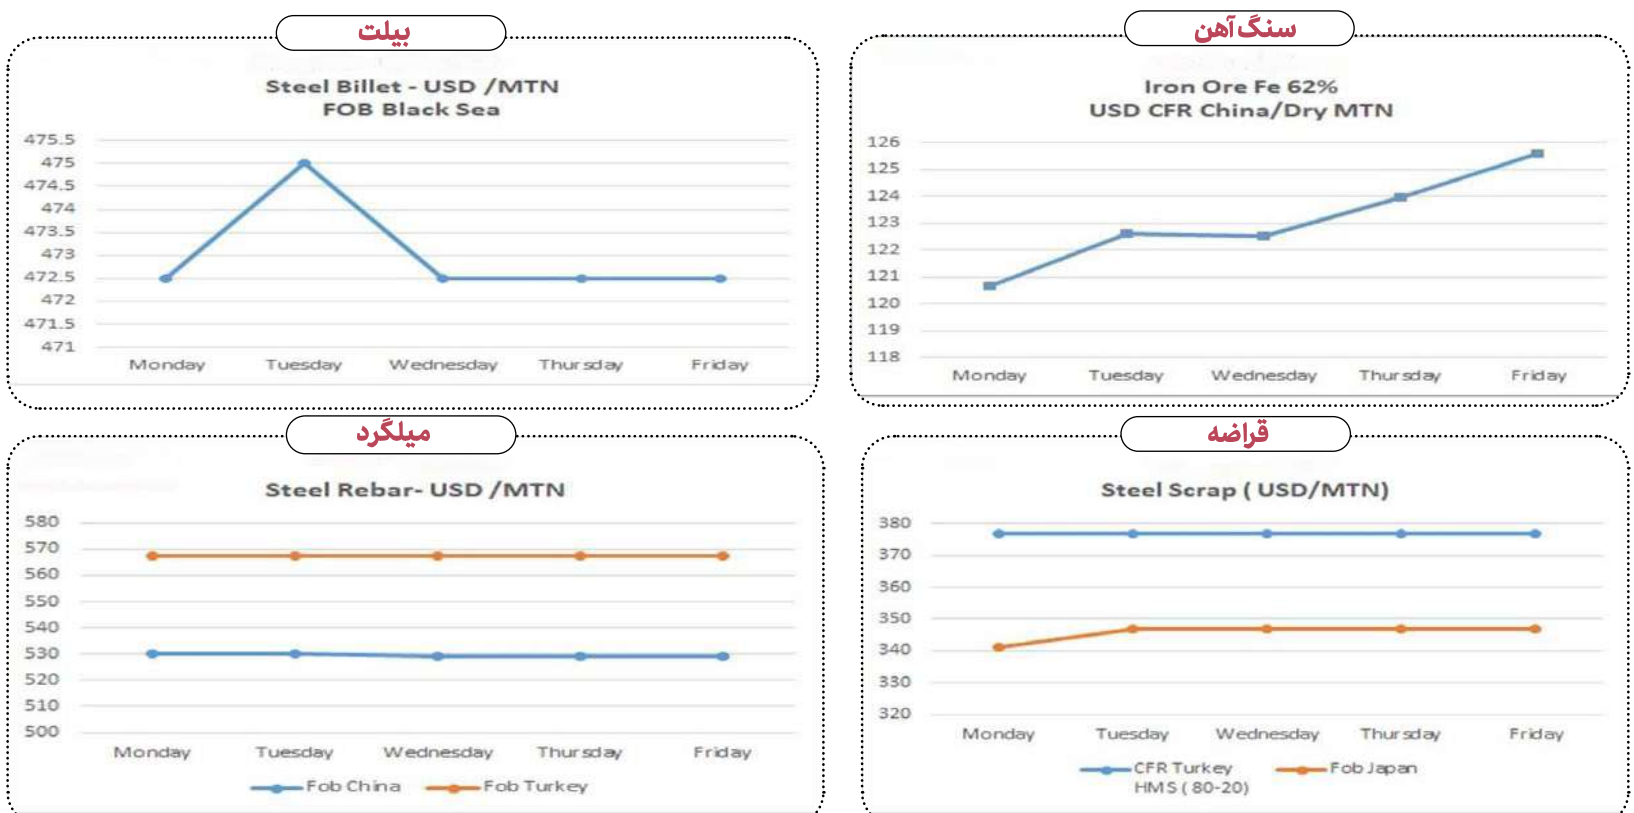 بیلت
Steel Billet - USD /MTN
FOB Black Sea
475.5
475
474.5
474
473.5
473
472.5
472
471.5
471
Monday Tuesday Wednesday Thursday Friday
سنگ‌آهن
Iron Ore Fe 62%
USD CFR China/Dry MTN
126
125
124
123
122
121
120
119
118
Monday Tuesday Wednesday Thursday Friday
میلگرد
Steel Rebar- USD /MTN
580
570
560
550
540
530
520
510
500
Monday Tuesday Wednesday Thursday Friday
Fob China Fob Turkey
قراضه
Steel Scrap ( USD/MTN)
380
370
360
350
340
330
320
Monday Tuesday Wednesday Thursday Friday
CFR Turkey Fob Japan
HMS ( 80-20)